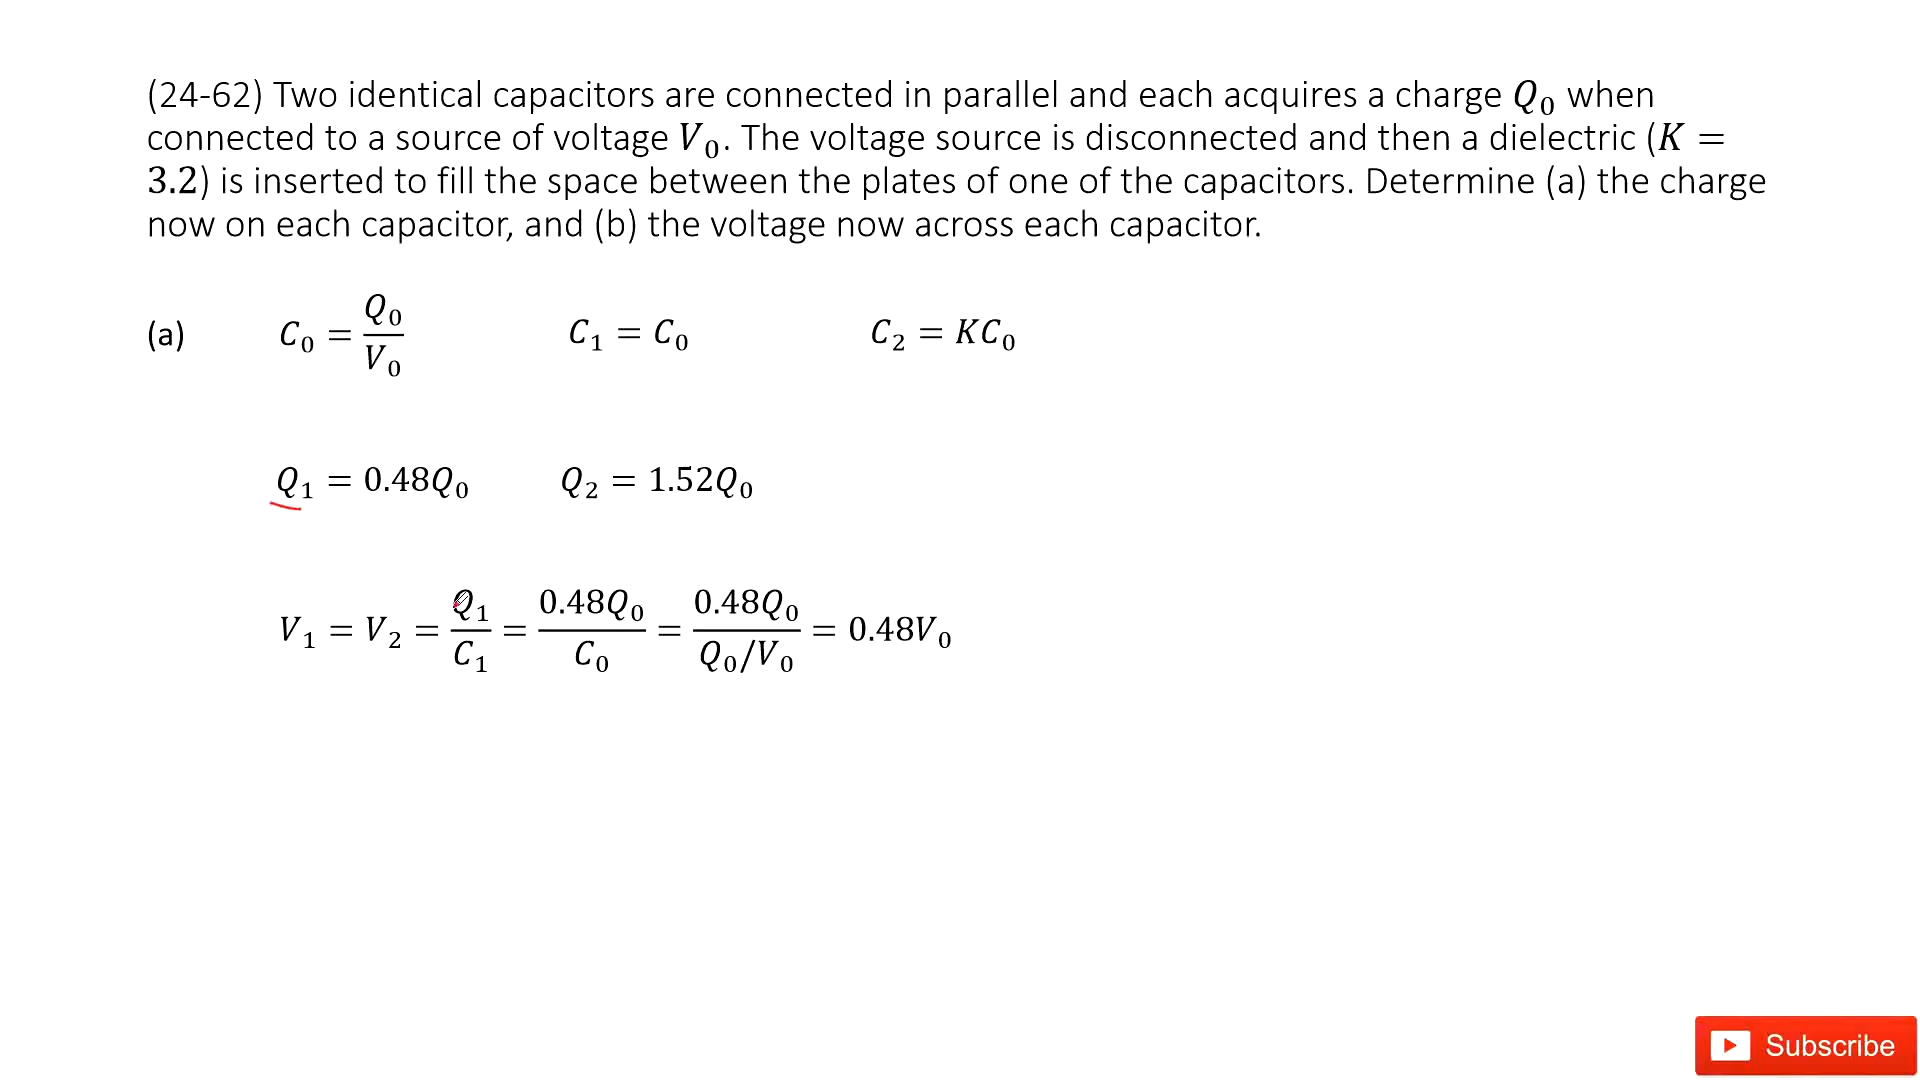 (24-62) Two identical capacitors are connected in parallel and each acquires a charge Q₀ when
connected to a source of voltage V₀. The voltage source is disconnected and then a dielectric (K =
3.2) is inserted to fill the space between the plates of one of the capacitors. Determine (a) the charge
now on each capacitor, and (b) the voltage now across each capacitor.
(a) C₀ = Q₀/V₀ C₁ = C₀ C₂ = KC₀
Q₁ = 0.48Q₀ Q₂ = 1.52Q₀
V₁ = V₂ = Q₁/C₁ = 0.48Q₀/C₀ = 0.48Q₀/(Q₀/V₀) = 0.48V₀
Subscribe